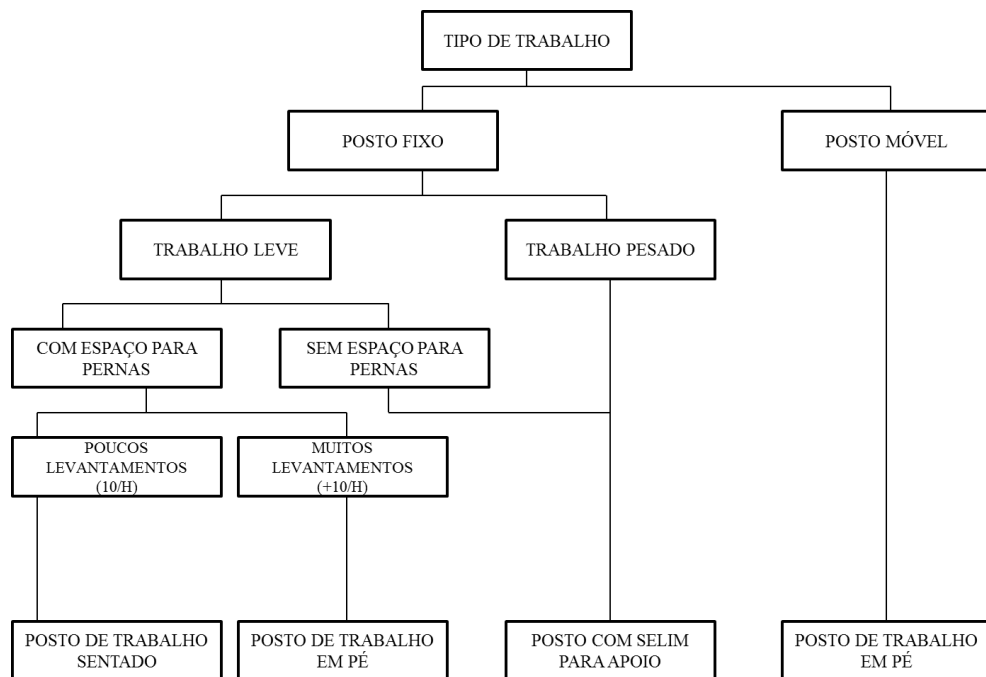 TIPO DE TRABALHO
POSTO FIXO
POSTO MÓVEL
TRABALHO LEVE
TRABALHO PESADO
COM ESPAÇO PARA
PERNAS
SEM ESPAÇO PARA
PERNAS
POUCOS
LEVANTAMENTOS
(10/H)
MUITOS
LEVANTAMENTOS
(+10/H)
POSTO DE TRABALHO
SENTADO
POSTO DE TRABALHO
EM PÉ
POSTO COM SELIM
PARA APOIO
POSTO DE TRABALHO
EM PÉ